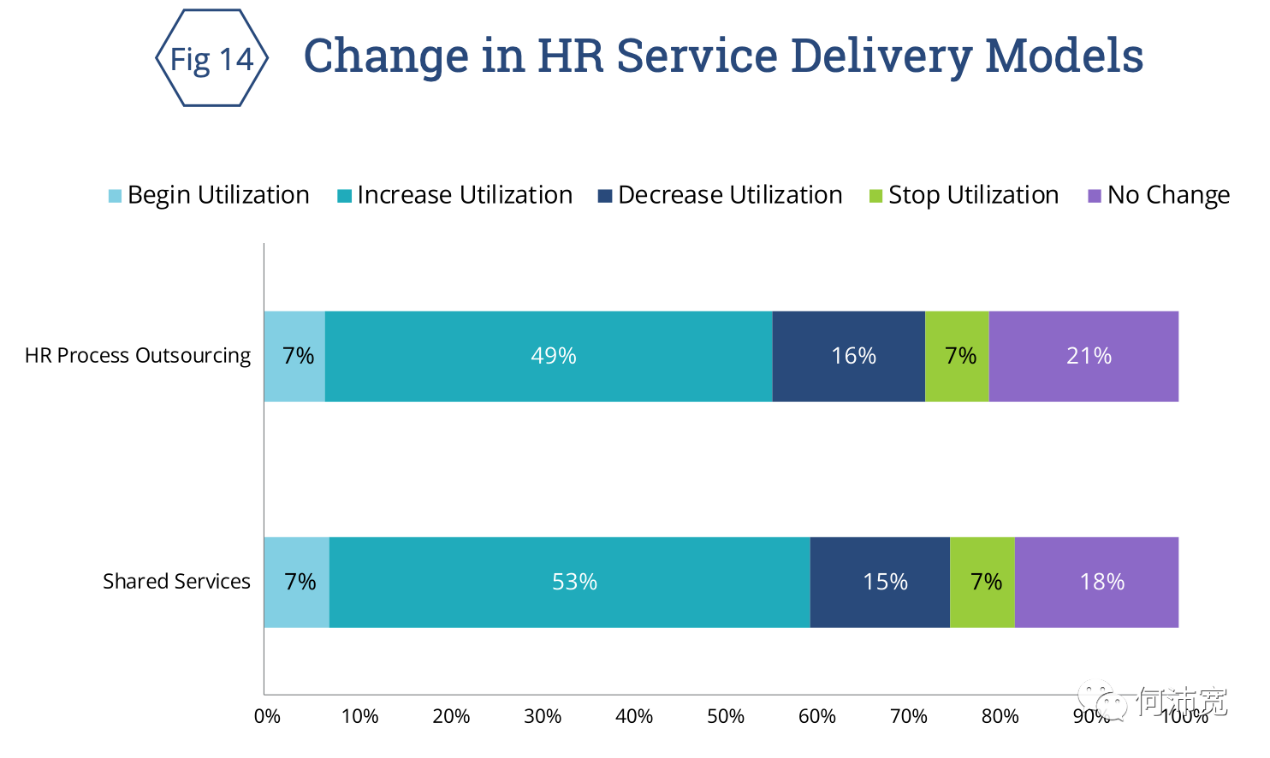 Fig 14
Change in HR Service Delivery Models
Begin Utilization Increase Utilization Decrease Utilization Stop Utilization No Change
HR Process Outsourcing 7% 49% 16% 7% 21%
Shared Services 7% 53% 15% 7% 18%
何沛宽
0% 10% 20% 30% 40% 50% 60% 70% 80% 90% 100%